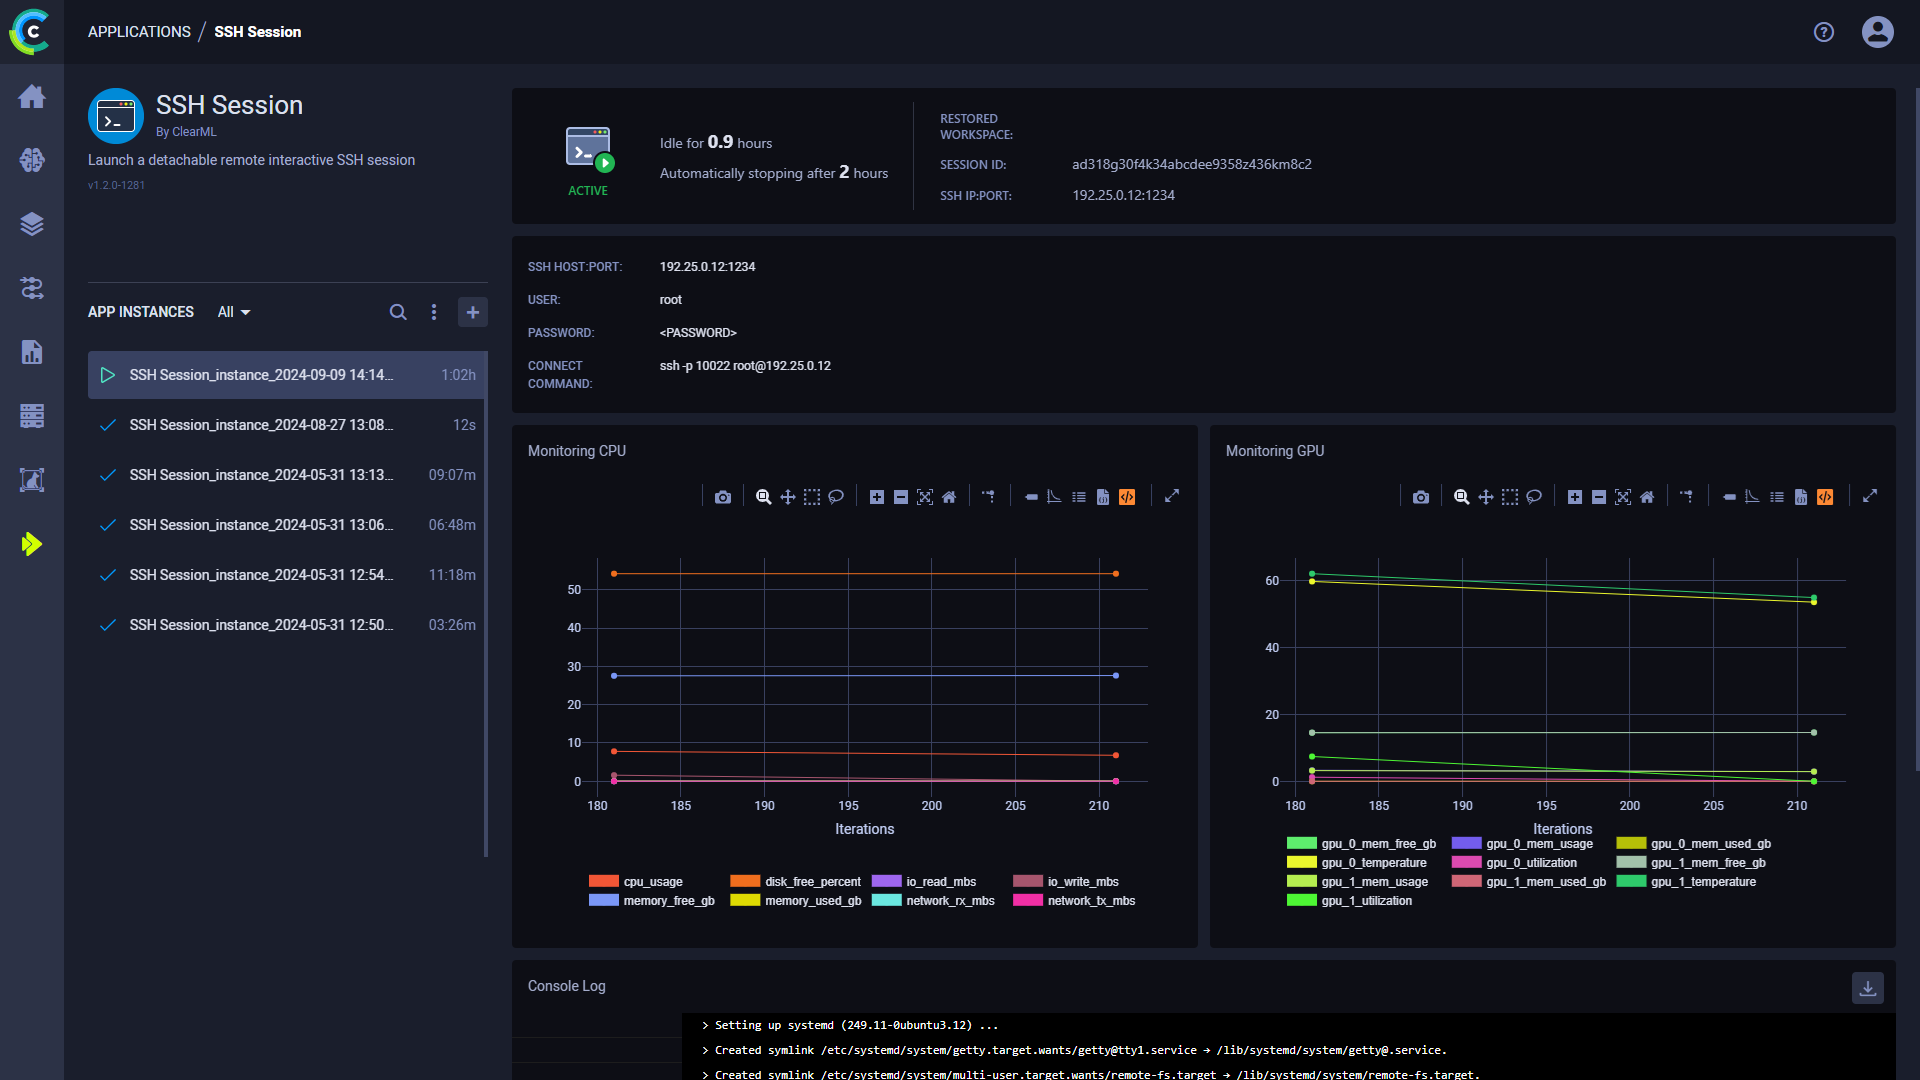 APPLICATIONS / SSH Session
SSH Session
By ClearML
Launch a detachable remote interactive SSH session
v1.2.0-1281
APP INSTANCES All
SSH Session_instance_2024-09-09 14:14... 1:02h
SSH Session_instance_2024-08-27 13:08... 12s
SSH Session_instance_2024-05-31 13:13... 09:07m
SSH Session_instance_2024-05-31 13:06... 06:48m
SSH Session_instance_2024-05-31 12:54... 11:18m
SSH Session_instance_2024-05-31 12:50... 03:26m
ACTIVE
Idle for 0.9 hours
Automatically stopping after 2 hours
RESTORED
WORKSPACE:
SESSION ID: ad318g30f4k34abcdee9358z436km8c2
SSH IP:PORT: 192.25.0.12:1234
SSH HOST:PORT: 192.25.0.12:1234
USER: root
PASSWORD: <PASSWORD>
CONNECT
COMMAND: ssh -p 10022 root@192.25.0.12
Monitoring CPU
50
40
30
20
10
0
180 185 190 195 200 205 210
Iterations
cpu_usage disk_free_percent io_read_mbs io_write_mbs
memory_free_gb memory_used_gb network_rx_mbs network_tx_mbs
Monitoring GPU
60
40
20
0
180 185 190 195 200 205 210
Iterations
gpu_0_mem_free_gb gpu_0_mem_usage gpu_0_mem_used_gb
gpu_0_temperature gpu_0_utilization gpu_1_mem_free_gb
gpu_1_mem_usage gpu_1_mem_used_gb gpu_1_temperature
gpu_1_utilization
Console Log
> Setting up systemd (249.11-0ubuntu3.12) ...
> Created symlink /etc/systemd/system/getty.target.wants/getty@tty1.service → /lib/systemd/system/getty@.service.
> Created symlink /etc/systemd/system/multi-user.target.wants/remote-fs.target → /lib/systemd/system/remote-fs.target.